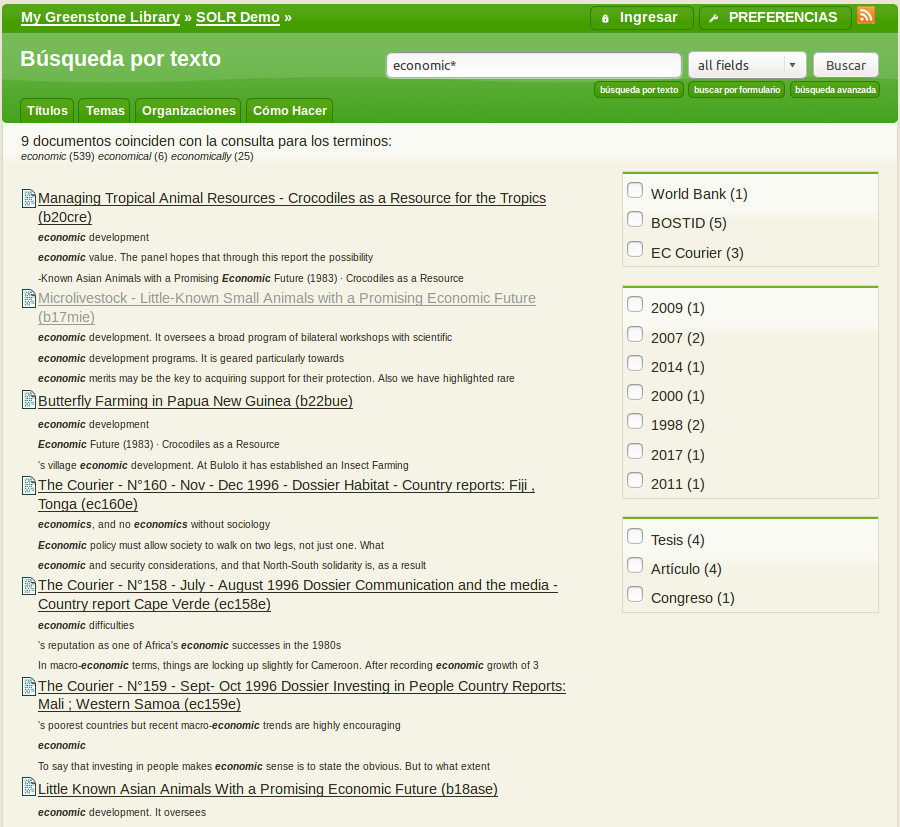 My Greenstone Library » SOLR Demo »
Ingresar
PREFERENCIAS
Búsqueda por texto
economic*
all fields
Buscar
búsqueda por texto
buscar por formulario
búsqueda avanzada
Títulos
Temas
Organizaciones
Cómo Hacer
9 documentos coinciden con la consulta para los terminos:
economic (539) economical (6) economically (25)
Managing Tropical Animal Resources - Crocodiles as a Resource for the Tropics
(b20cre)
economic development
economic value. The panel hopes that through this report the possibility
-Known Asian Animals with a Promising Economic Future (1983) · Crocodiles as a Resource
Microlivestock - Little-Known Small Animals with a Promising Economic Future
(b17mie)
economic development. It oversees a broad program of bilateral workshops with scientific
economic development programs. It is geared particularly towards
economic merits may be the key to acquiring support for their protection. Also we have highlighted rare
Butterfly Farming in Papua New Guinea (b22bue)
economic development
Economic Future (1983) · Crocodiles as a Resource
's village economic development. At Bulolo it has established an Insect Farming
The Courier - N°160 - Nov - Dec 1996 - Dossier Habitat - Country reports: Fiji ,
Tonga (ec160e)
economics, and no economics without sociology
Economic policy must allow society to walk on two legs, not just one. What
economic and security considerations, and that North-South solidarity is, as a result
The Courier - N°158 - July - August 1996 Dossier Communication and the media -
Country report Cape Verde (ec158e)
economic difficulties
's reputation as one of Africa's economic successes in the 1980s
In macro-economic terms, things are locking up slightly for Cameroon. After recording economic growth of 3
The Courier - N°159 - Sept- Oct 1996 Dossier Investing in People Country Reports:
Mali ; Western Samoa (ec159e)
's poorest countries but recent macro-economic trends are highly encouraging
economic
To say that investing in people makes economic sense is to state the obvious. But to what extent
Little Known Asian Animals With a Promising Economic Future (b18ase)
economic development. It oversees
World Bank (1)
BOSTID (5)
EC Courier (3)
2009 (1)
2007 (2)
2014 (1)
2000 (1)
1998 (2)
2017 (1)
2011 (1)
Tesis (4)
Artículo (4)
Congreso (1)